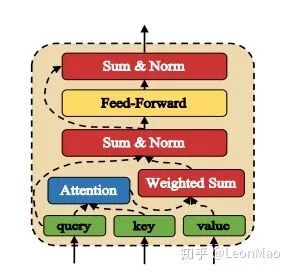 Sum & Norm
Feed-Forward
Sum & Norm
Attention
Weighted Sum
query
key
value
知乎 @LeonMao